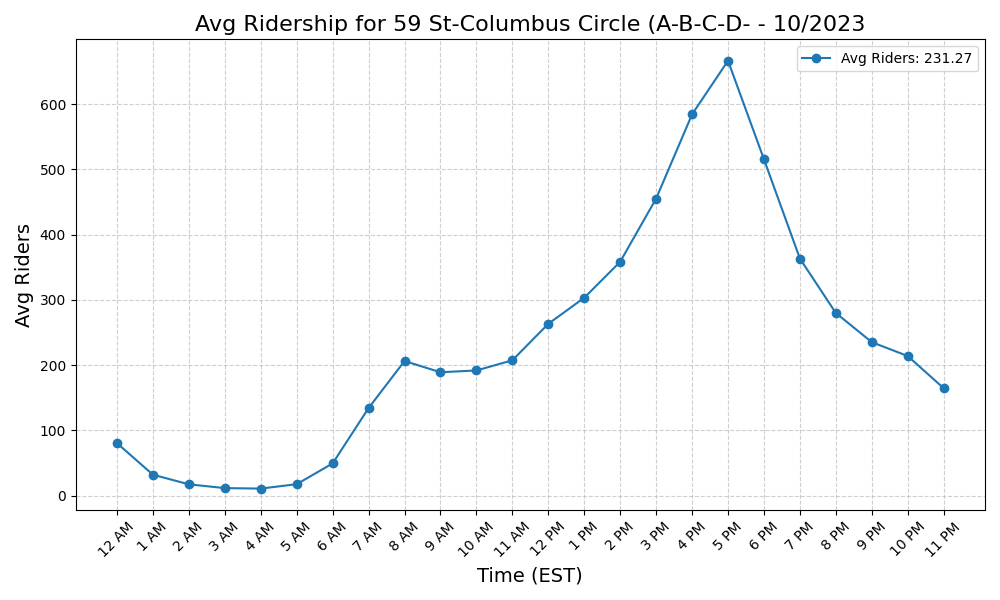 Avg Ridership for 59 St-Columbus Circle (A-B-C-D- - 10/2023
Avg Riders: 231.27
Avg Riders
600
500
400
300
200
100
0
12 AM
1 AM
2 AM
3 AM
4 AM
5 AM
6 AM
7 AM
8 AM
9 AM
10 AM
11 AM
12 PM
1 PM
2 PM
3 PM
4 PM
5 PM
6 PM
7 PM
8 PM
9 PM
10 PM
11 PM
Time (EST)